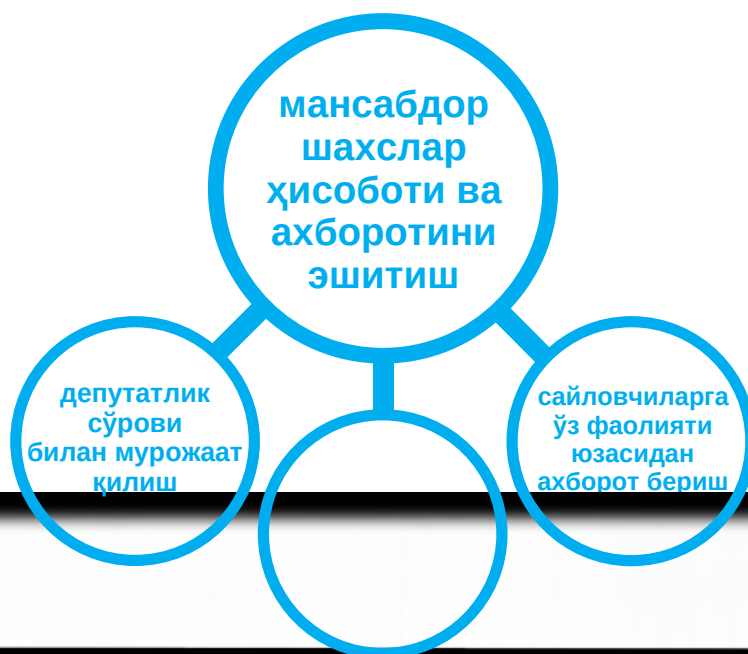 мансабдор
шахслар
ҳисоботи ва
ахборотини
эшитиш
депутатлик
сўрови
билан мурожаат
қилиш
сайловчиларга
ўз фаолияти
юзасидан
ахборот бериш